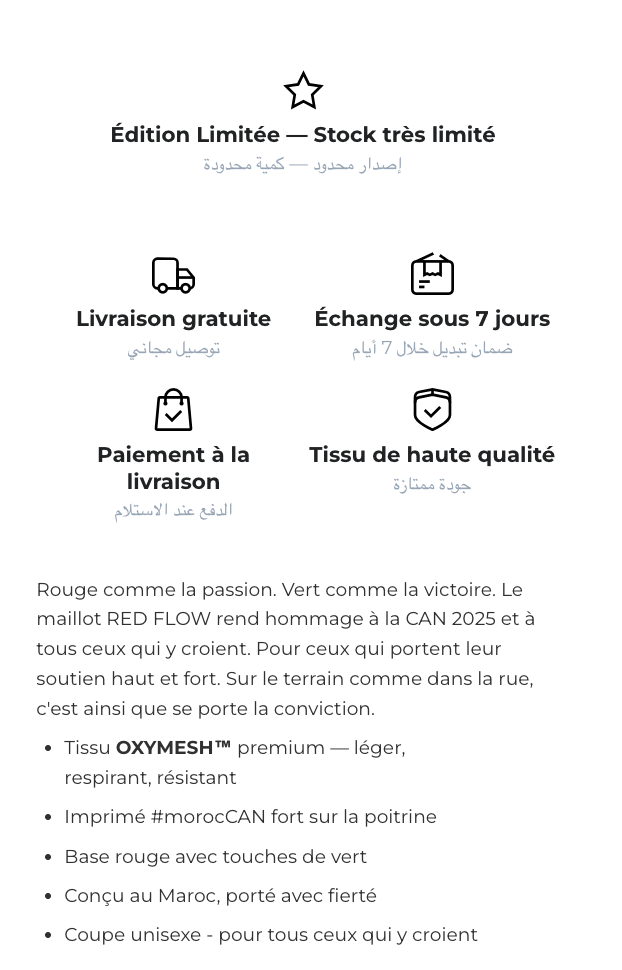 Édition Limitée — Stock très limité
إصدار محدود — كمية محدودة
Livraison gratuite
توصيل مجاني
Échange sous 7 jours
ضمان تبديل خلال 7 أيام
Paiement à la
livraison
الدفع عند الاستلام
Tissu de haute qualité
جودة ممتازة
Rouge comme la passion. Vert comme la victoire. Le
maillot RED FLOW rend hommage à la CAN 2025 et à
tous ceux qui y croient. Pour ceux qui portent leur
soutien haut et fort. Sur le terrain comme dans la rue,
c'est ainsi que se porte la conviction.
• Tissu OXYMESH™ premium — léger,
respirant, résistant
• Imprimé #morocCAN fort sur la poitrine
• Base rouge avec touches de vert
• Conçu au Maroc, porté avec fierté
• Coupe unisexe - pour tous ceux qui y croient